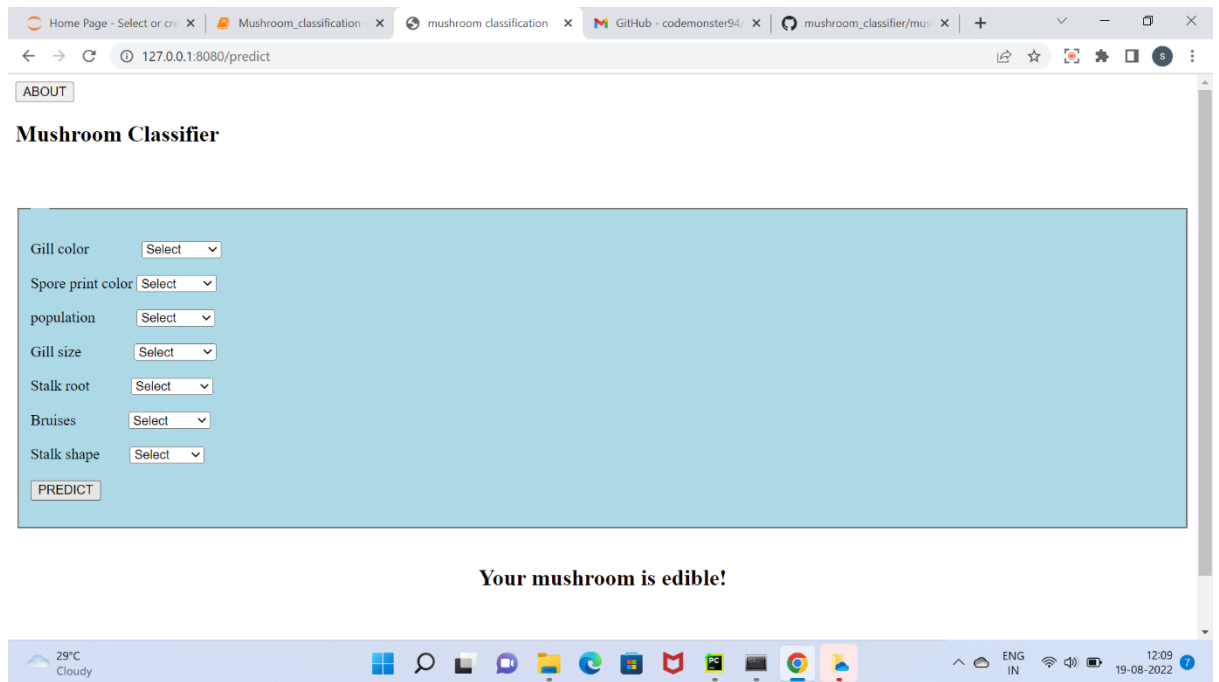 Home Page - Select or cre
Mushroom_classification -
mushroom classification
GitHub - codemonster94/
mushroom_classifier/mus
127.0.0.1:8080/predict
S
ABOUT
Mushroom Classifier
Gill color Select
Spore print color Select
population Select
Gill size Select
Stalk root Select
Bruises Select
Stalk shape Select
PREDICT
Your mushroom is edible!
29°C
Cloudy
PC
ENG
IN
12:09
19-08-2022
7